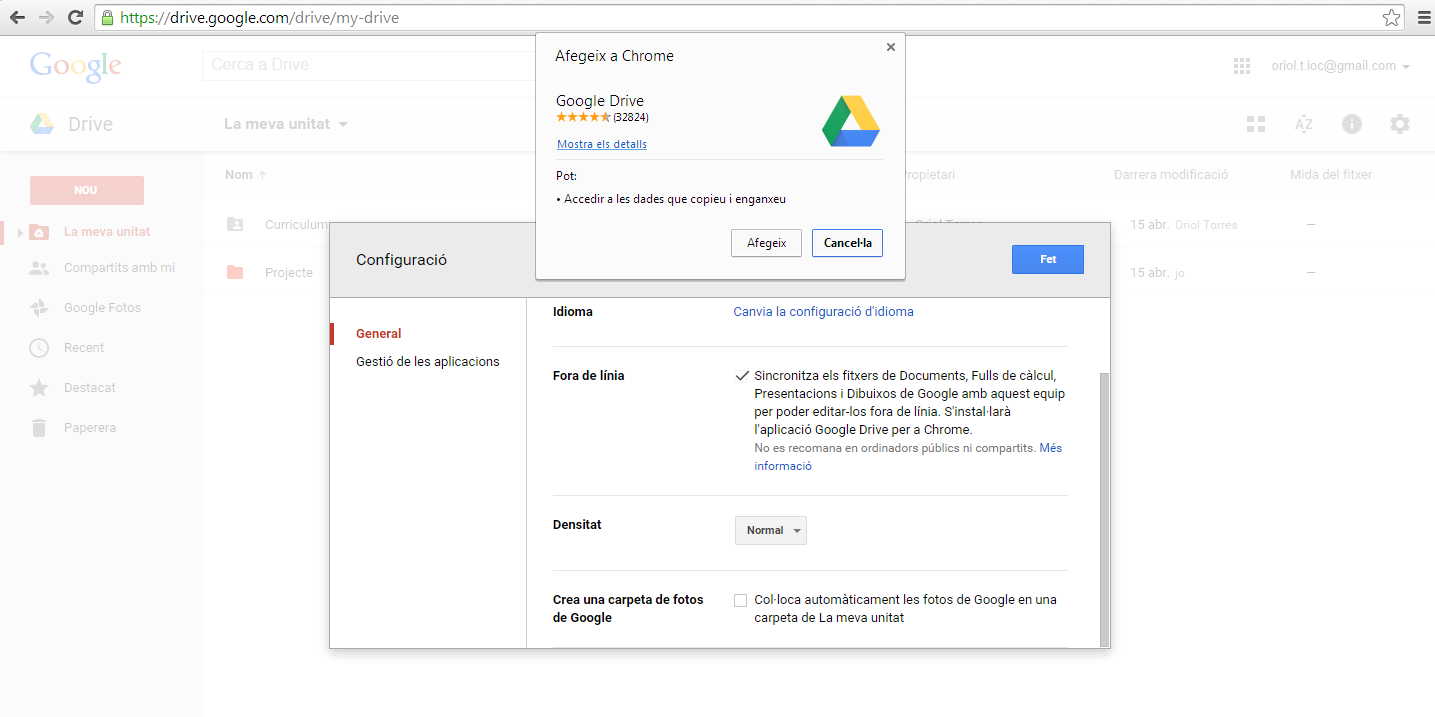 https://drive.google.com/drive/my-drive
Google
Cerca a Drive
oriol.t.ioc@gmail.com
Drive
La meva unitat
AZ
NOU
La meva unitat
Compartits amb mi
Google Fotos
Recent
Destacat
Paperera
Nom ↑
Propietari
Darrera modificació
Mida del fitxer
Curriculum
Oriol Torres
15 abr. Oriol Torres
—
Projecte
15 abr. jo
—
Afegeix a Chrome
Google Drive
(32824)
Mostra els detalls
Pot:
• Accedir a les dades que copieu i enganxeu
Afegeix
Cancel·la
Configuració
Fet
General
Gestió de les aplicacions
Idioma
Canvia la configuració d'idioma
Fora de línia
Sincronitza els fitxers de Documents, Fulls de càlcul,
Presentacions i Dibuixos de Google amb aquest equip
per poder editar-los fora de línia. S'instal·larà
l'aplicació Google Drive per a Chrome.
No es recomana en ordinadors públics ni compartits. Més
informació
Densitat
Normal
Crea una carpeta de fotos
de Google
Col·loca automàticament les fotos de Google en una
carpeta de La meva unitat